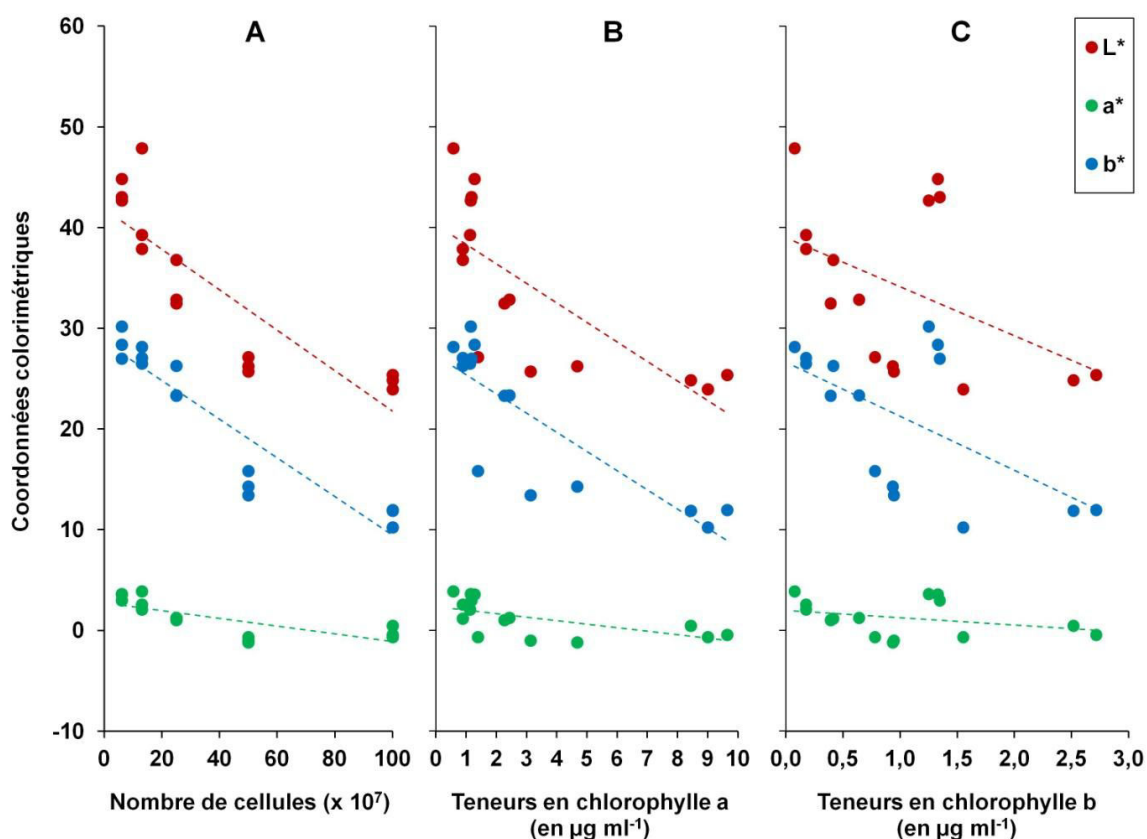 A
B
C
L*
a*
b*
Coordonnées colorimétriques
60
50
40
30
20
10
0
-10
0 20 40 60 80 100
0 1 2 3 4 5 6 7 8 9 10
0,0 0,5 1,0 1,5 2,0 2,5 3,0
Nombre de cellules (x 10⁷)
Teneurs en chlorophylle a
(en µg ml⁻¹)
Teneurs en chlorophylle b
(en µg ml⁻¹)